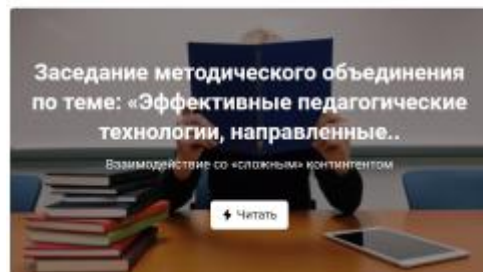 Заседание методического объединения
по теме: «Эффективные педагогические
технологии, направленные..
Взаимодействие со «сложным» контингентом
Читать